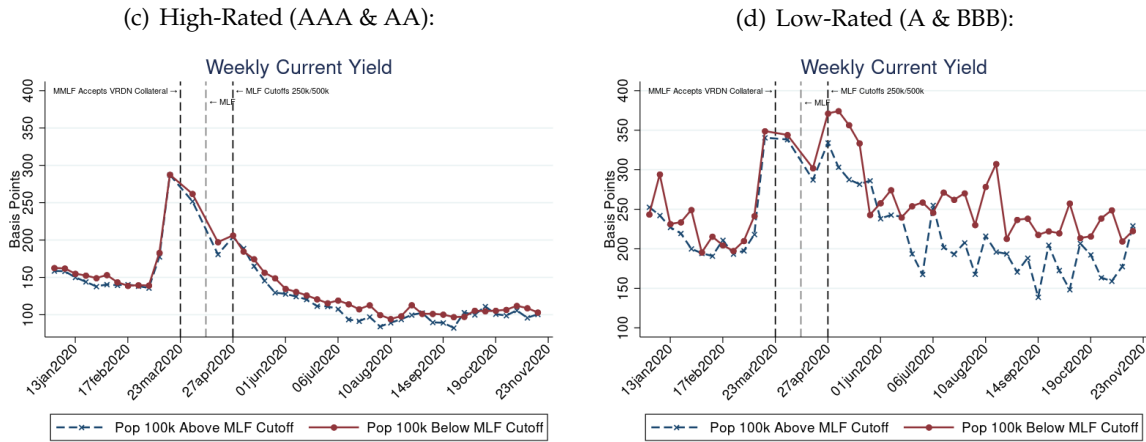 (c) High-Rated (AAA & AA):
Weekly Current Yield
MMLF Accepts VRDN Collateral →
← MLF Cutoffs 250k/500k
← MLF
Basis Points
400
350
300
250
200
150
100
13jan2020
17feb2020
23mar2020
27apr2020
01jun2020
06jul2020
10aug2020
14sep2020
19oct2020
23nov2020
Pop 100k Above MLF Cutoff
Pop 100k Below MLF Cutoff
(d) Low-Rated (A & BBB):
Weekly Current Yield
MMLF Accepts VRDN Collateral →
← MLF Cutoffs 250k/500k
← MLF
Basis Points
400
350
300
250
200
150
100
13jan2020
17feb2020
23mar2020
27apr2020
01jun2020
06jul2020
10aug2020
14sep2020
19oct2020
23nov2020
Pop 100k Above MLF Cutoff
Pop 100k Below MLF Cutoff